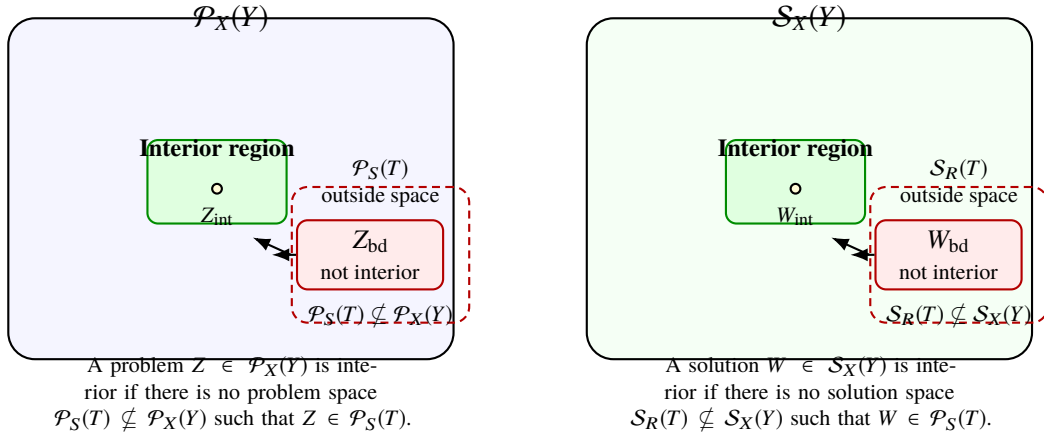 𝒫_X(Y)
Interior region
Z_int
𝒫_S(T)
outside space
Z_bd
not interior
𝒫_S(T) ⊈ 𝒫_X(Y)
A problem Z ∈ 𝒫_X(Y) is inte-
rior if there is no problem space
𝒫_S(T) ⊈ 𝒫_X(Y) such that Z ∈ 𝒫_S(T).
𝒮_X(Y)
Interior region
W_int
𝒮_R(T)
outside space
W_bd
not interior
𝒮_R(T) ⊈ 𝒮_X(Y)
A solution W ∈ 𝒮_X(Y) is inte-
rior if there is no solution space
𝒮_R(T) ⊈ 𝒮_X(Y) such that W ∈ 𝒫_S(T).